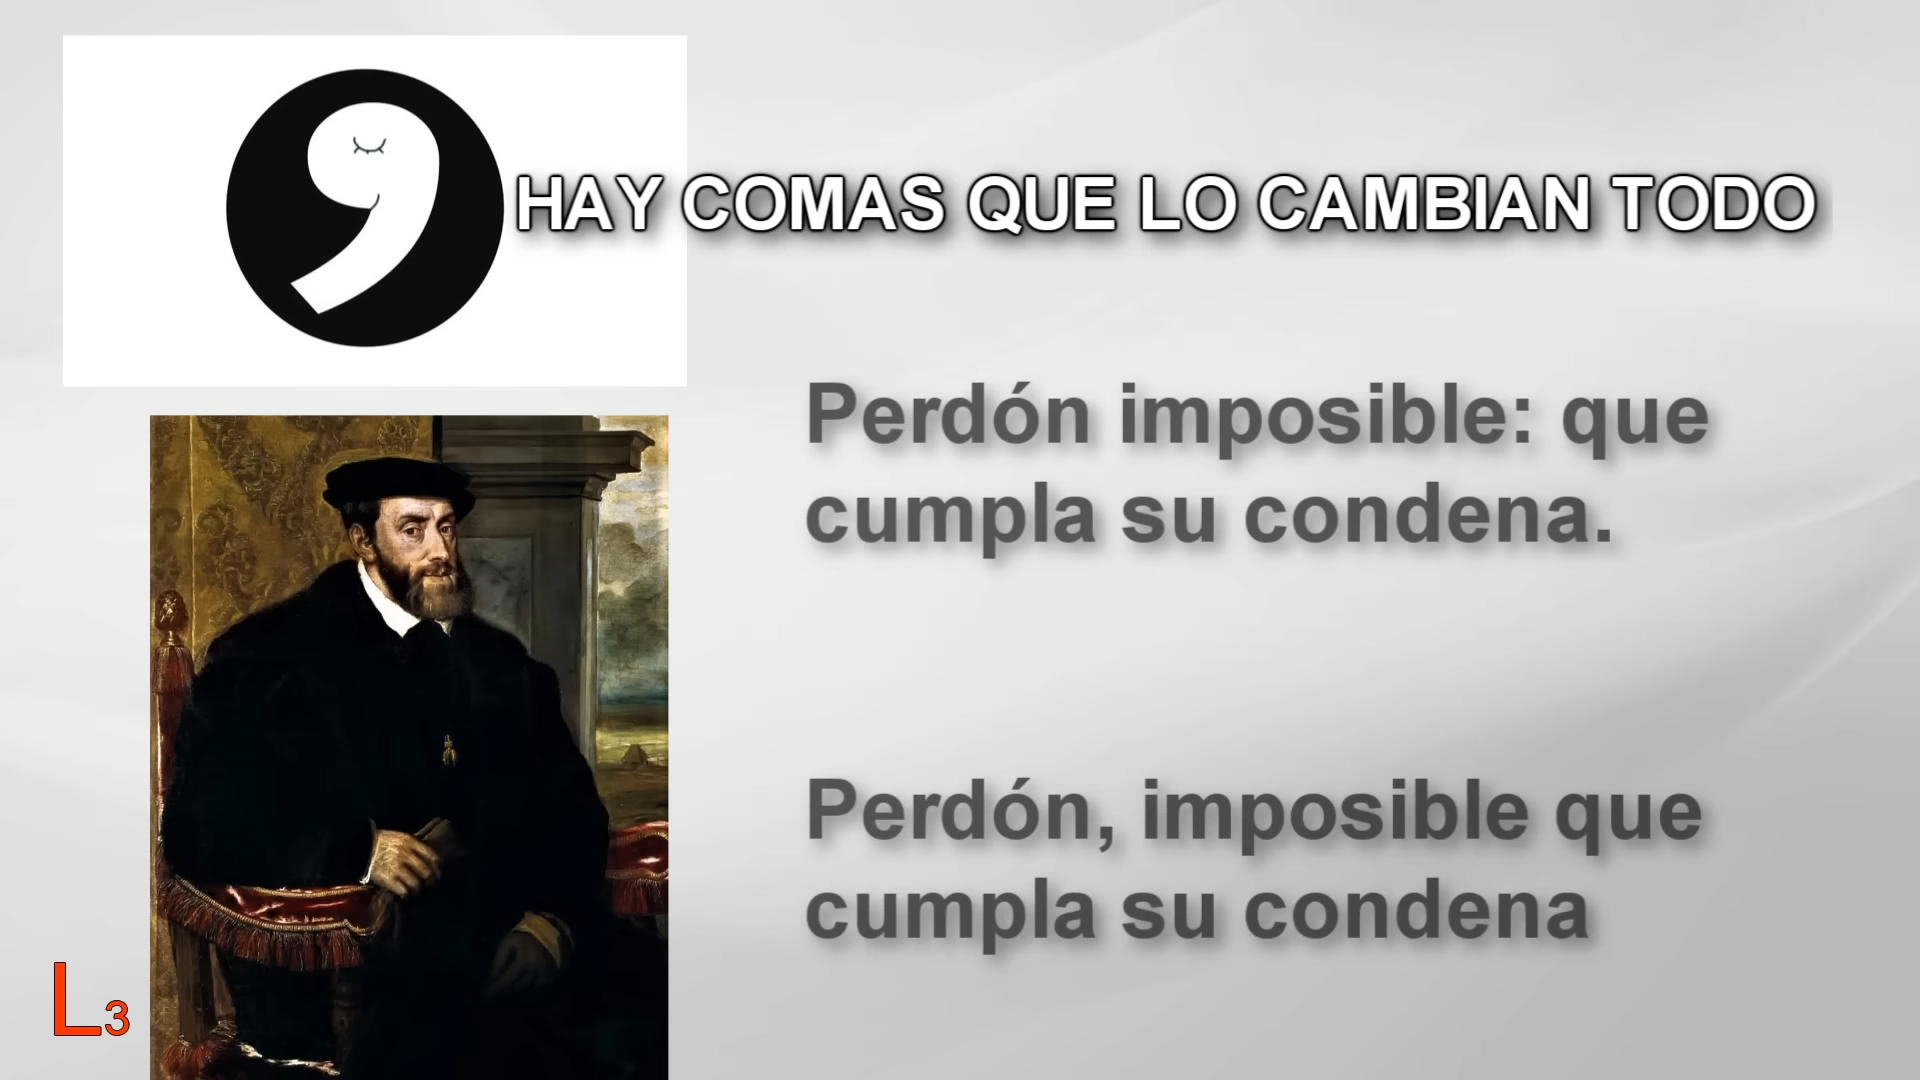 HAY COMAS QUE LO CAMBIAN TODO
Perdón imposible: que
cumpla su condena.
Perdón, imposible que
cumpla su condena
L3